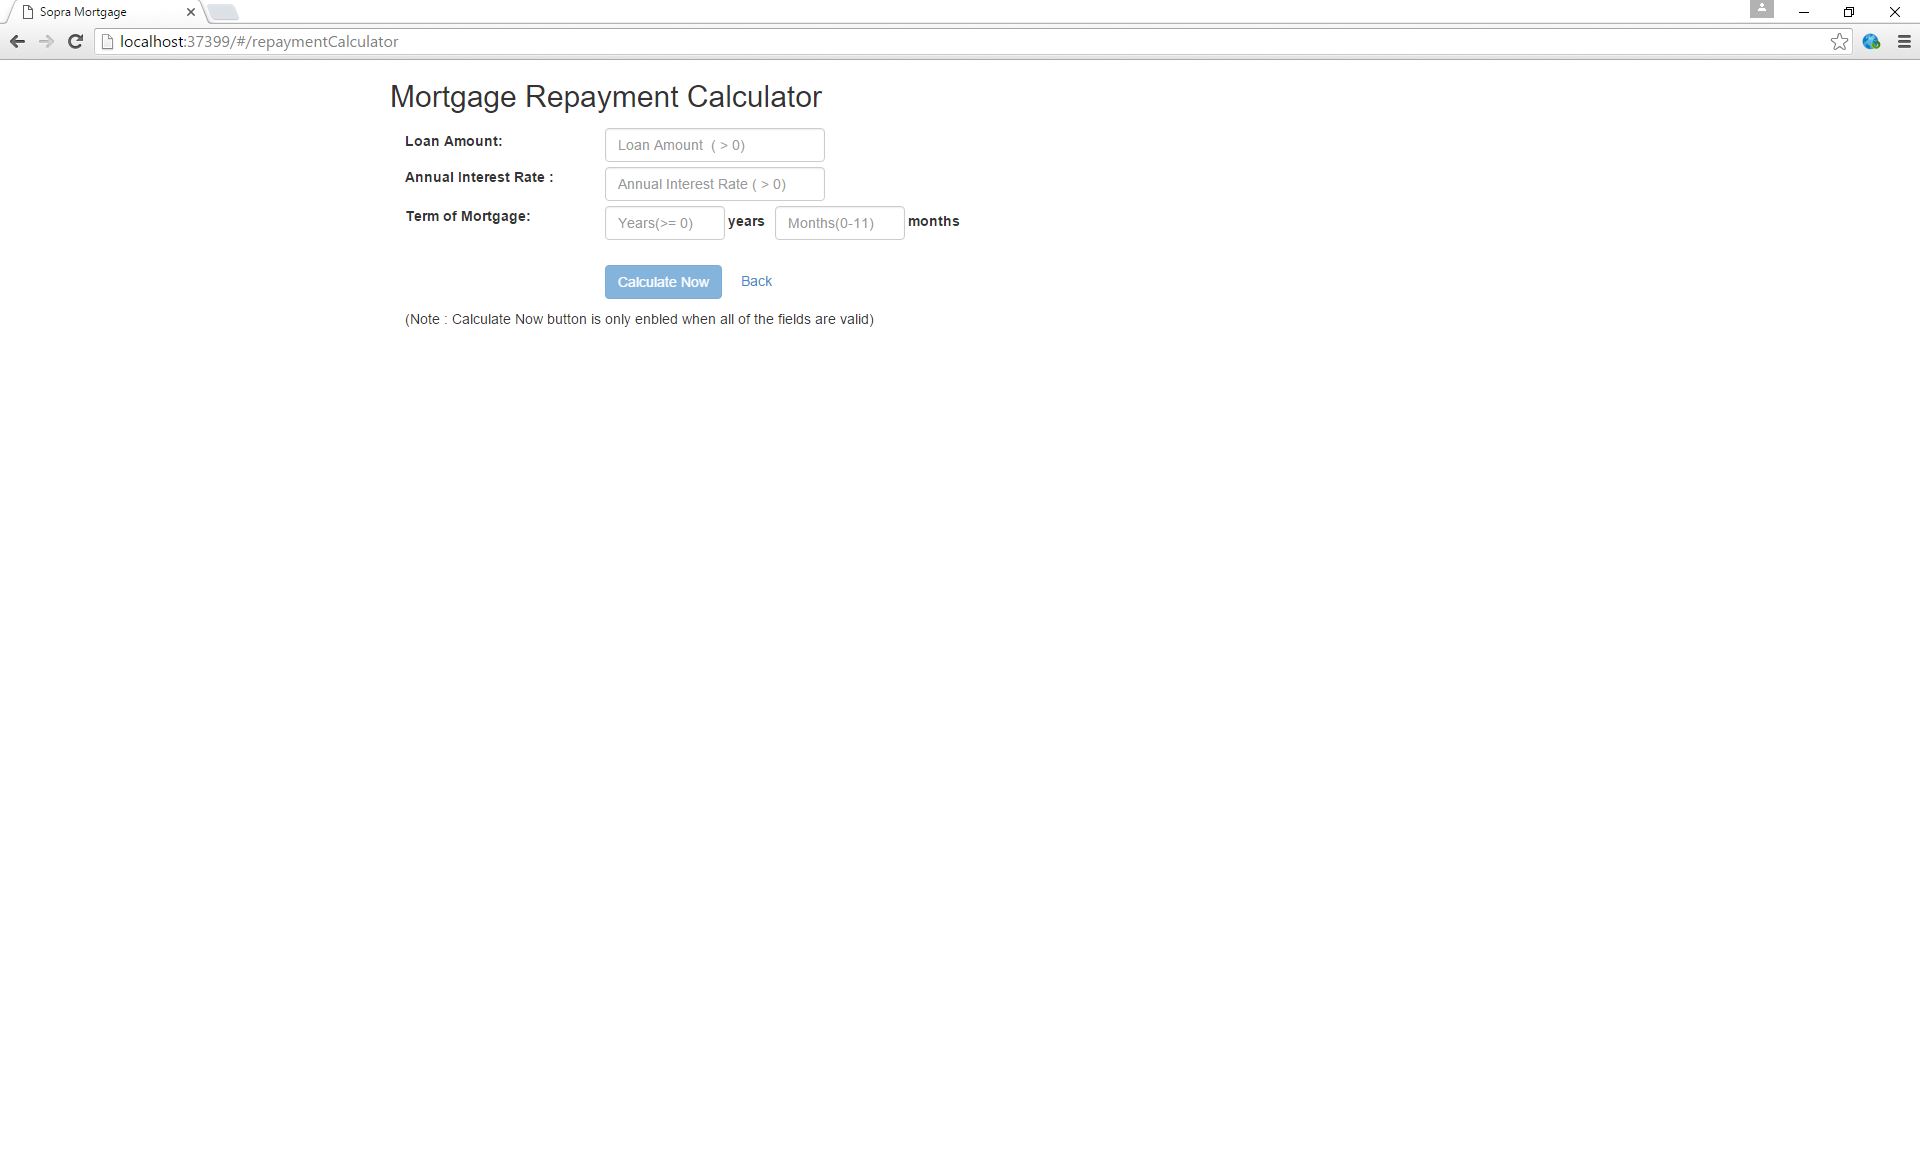 Sopra Mortgage
localhost:37399/#/repaymentCalculator
Mortgage Repayment Calculator
Loan Amount: Loan Amount ( > 0)
Annual Interest Rate : Annual Interest Rate ( > 0)
Term of Mortgage: Years(>= 0) years Months(0-11) months
Calculate Now Back
(Note : Calculate Now button is only enbled when all of the fields are valid)